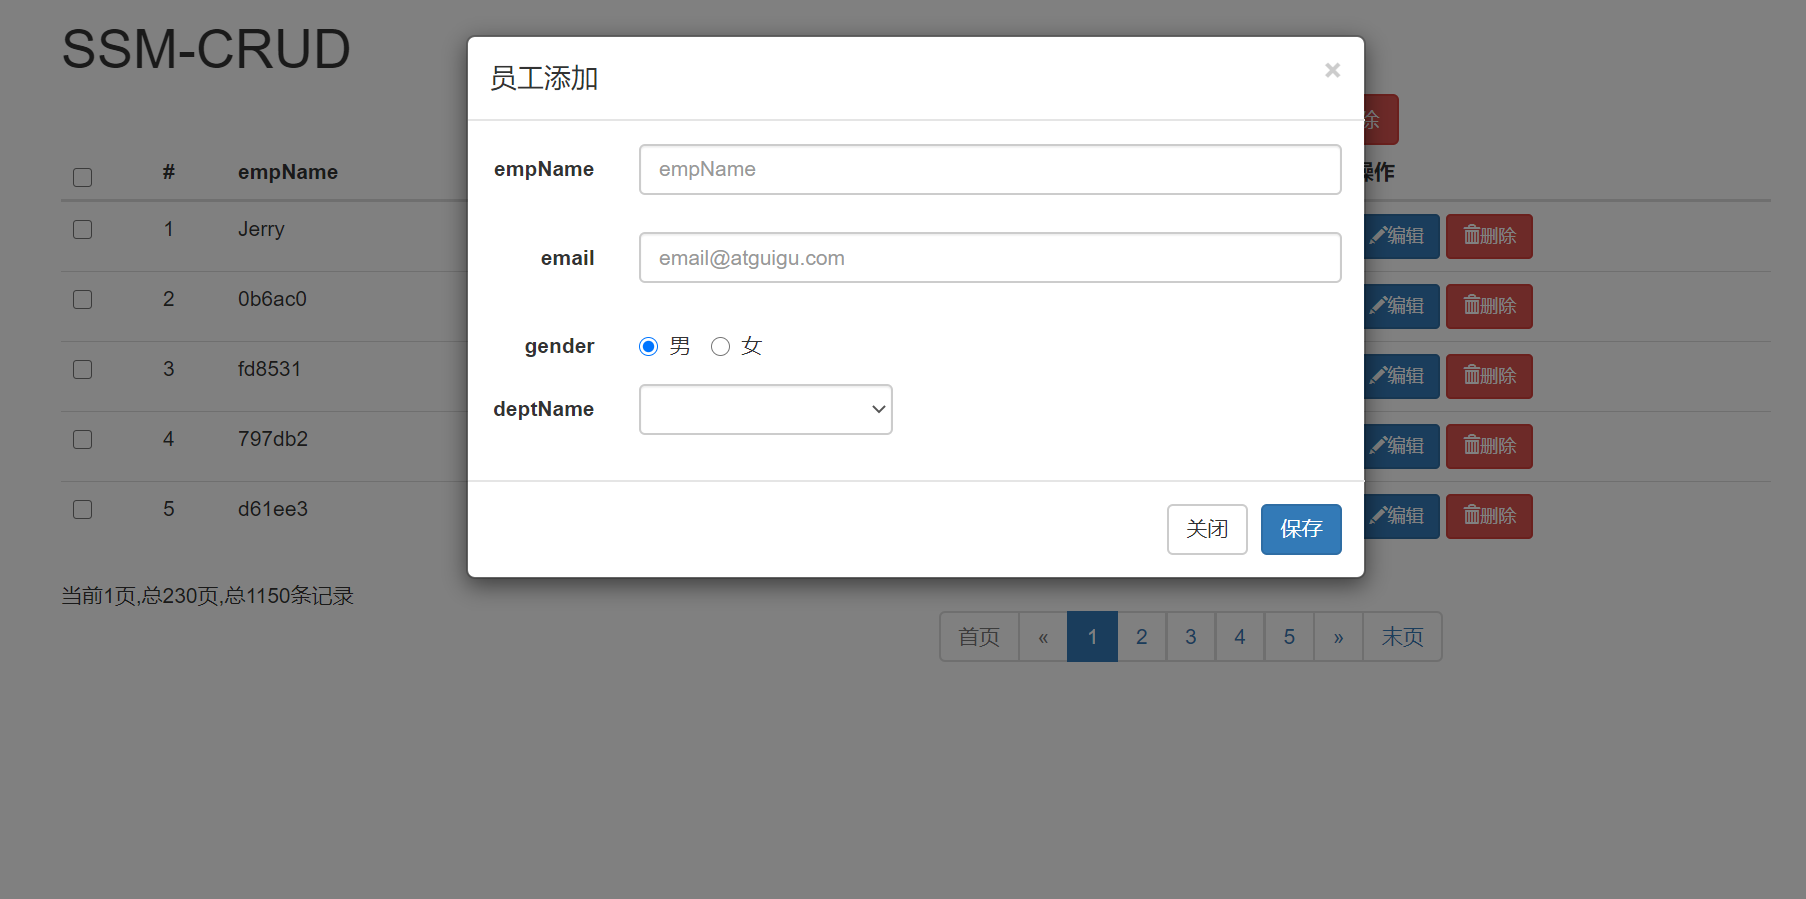 SSM-CRUD
员工添加 ×
除
# empName 操作
empName empName
1 Jerry 编辑 删除
email email@atguigu.com
2 0b6ac0 编辑 删除
gender 男 女
3 fd8531 编辑 删除
deptName
4 797db2 编辑 删除
5 d61ee3 编辑 删除
关闭 保存
当前1页,总230页,总1150条记录
首页 « 1 2 3 4 5 » 末页